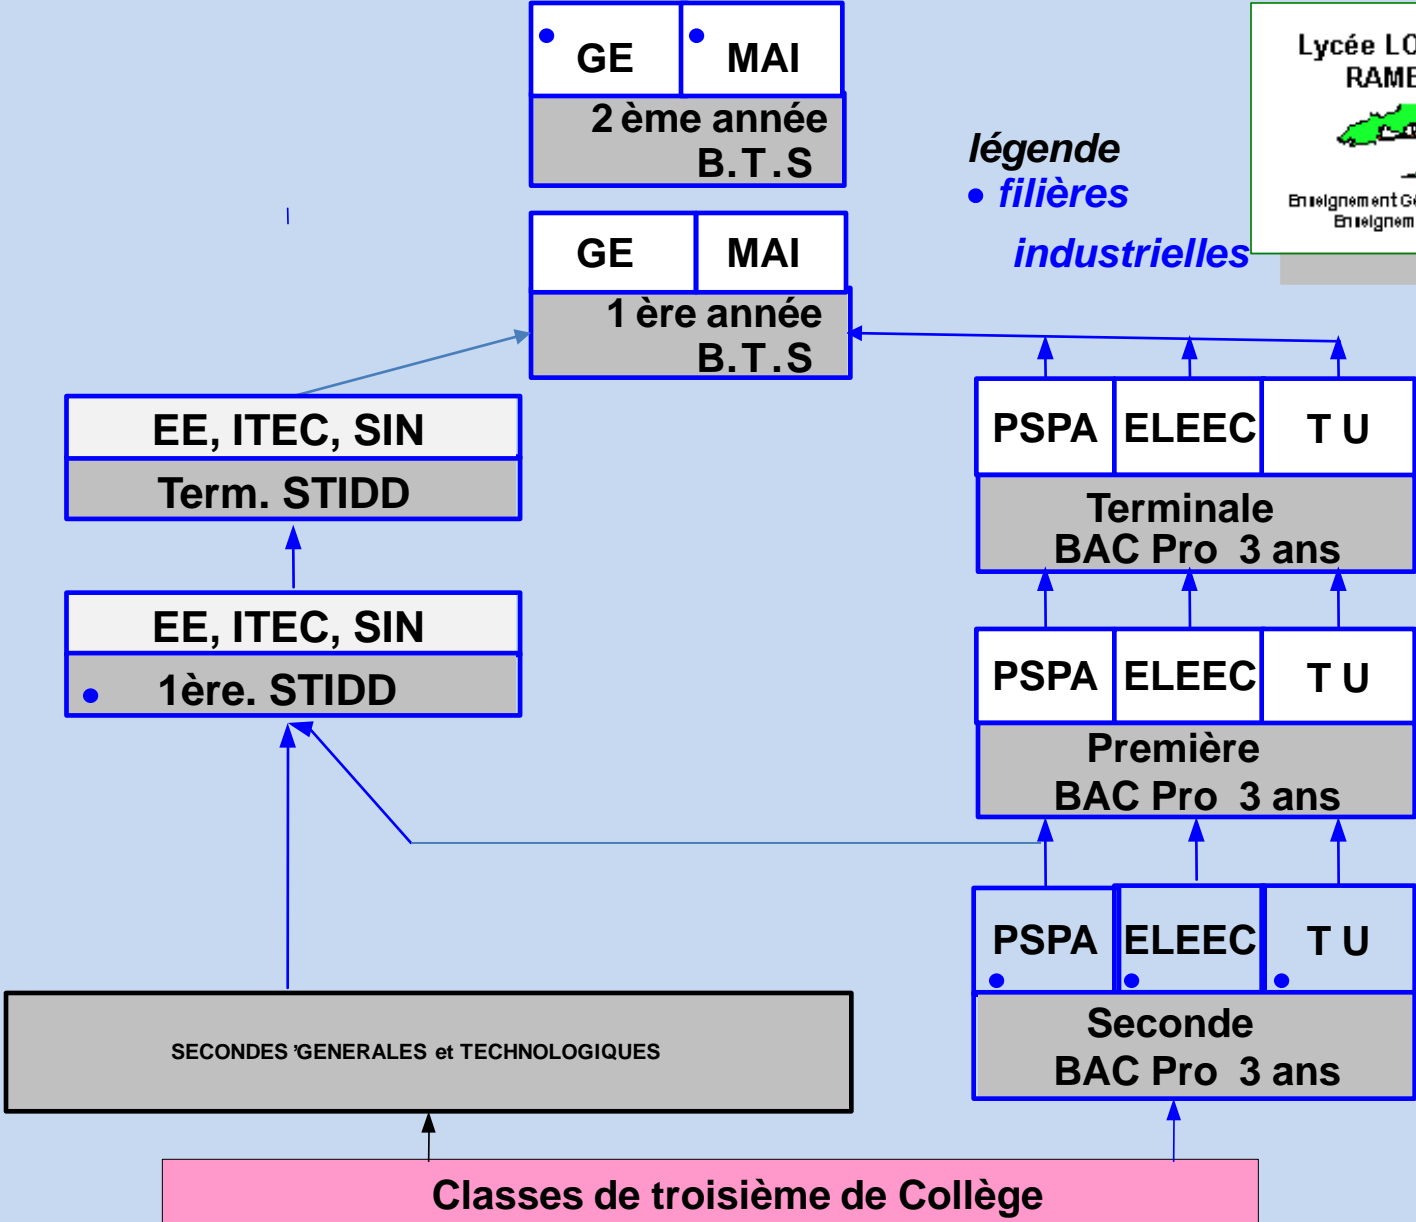 GE MAI
2 ème année
B.T.S
Lycée
légende
• filières
industrielles
GE MAI
1 ère année
B.T.S
EE, ITEC, SIN
Term. STIDD
PSPA ELEEC T U
Terminale
BAC Pro 3 ans
EE, ITEC, SIN
• 1ère. STIDD
PSPA ELEEC T U
Première
BAC Pro 3 ans
PSPA ELEEC T U
Seconde
BAC Pro 3 ans
SECONDES 'GENERALES et TECHNOLOGIQUES
Classes de troisième de Collège